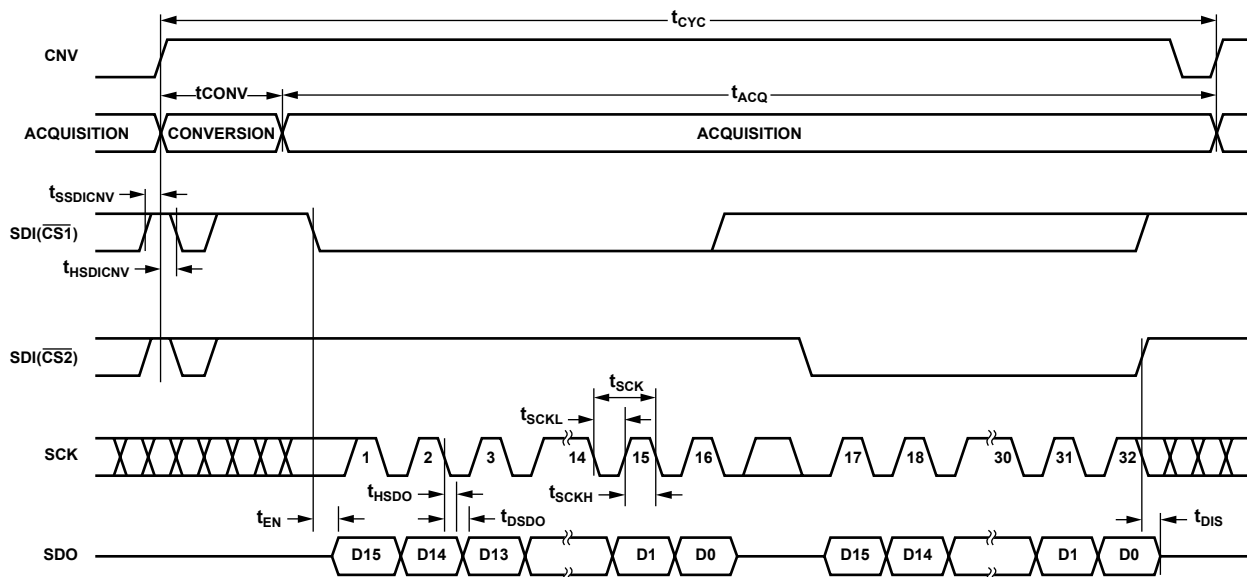 tCYC
CNV
tCONV
tACQ
ACQUISITION CONVERSION ACQUISITION
tSSDICNV
SDI(CS1)
tHSDICNV
SDI(CS2)
tSCK
tSCKL
SCK 1 2 3 14 15 16 17 18 30 31 32
tHSDO tSCKH
tEN tDSDO tDIS
SDO D15 D14 D13 D1 D0 D15 D14 D1 D0